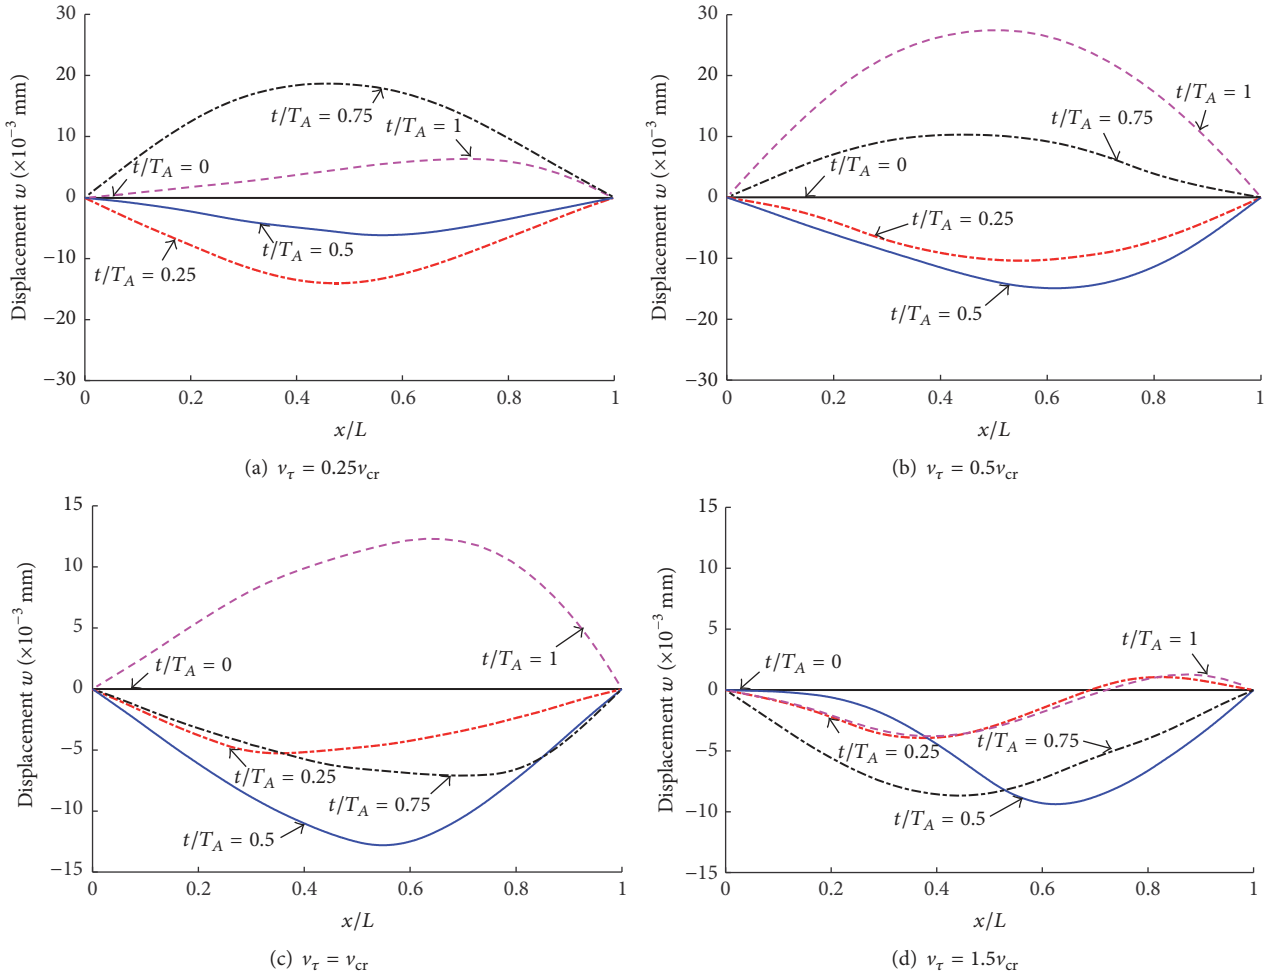 30
20
10
0
−10
−20
−30
Displacement w (×10⁻³ mm)
t/T_A = 0.75
t/T_A = 1
t/T_A = 0
t/T_A = 0.5
t/T_A = 0.25
0 0.2 0.4 0.6 0.8 1
x/L
(a) v_τ = 0.25v_cr
30
20
10
0
−10
−20
−30
Displacement w (×10⁻³ mm)
t/T_A = 1
t/T_A = 0.75
t/T_A = 0
t/T_A = 0.25
t/T_A = 0.5
0 0.2 0.4 0.6 0.8 1
x/L
(b) v_τ = 0.5v_cr
15
10
5
0
−5
−10
−15
Displacement w (×10⁻³ mm)
t/T_A = 0
t/T_A = 1
t/T_A = 0.25
t/T_A = 0.75
t/T_A = 0.5
0 0.2 0.4 0.6 0.8 1
x/L
(c) v_τ = v_cr
15
10
5
0
−5
−10
−15
Displacement w (×10⁻³ mm)
t/T_A = 1
t/T_A = 0
t/T_A = 0.75
t/T_A = 0.25
t/T_A = 0.5
0 0.2 0.4 0.6 0.8 1
x/L
(d) v_τ = 1.5v_cr